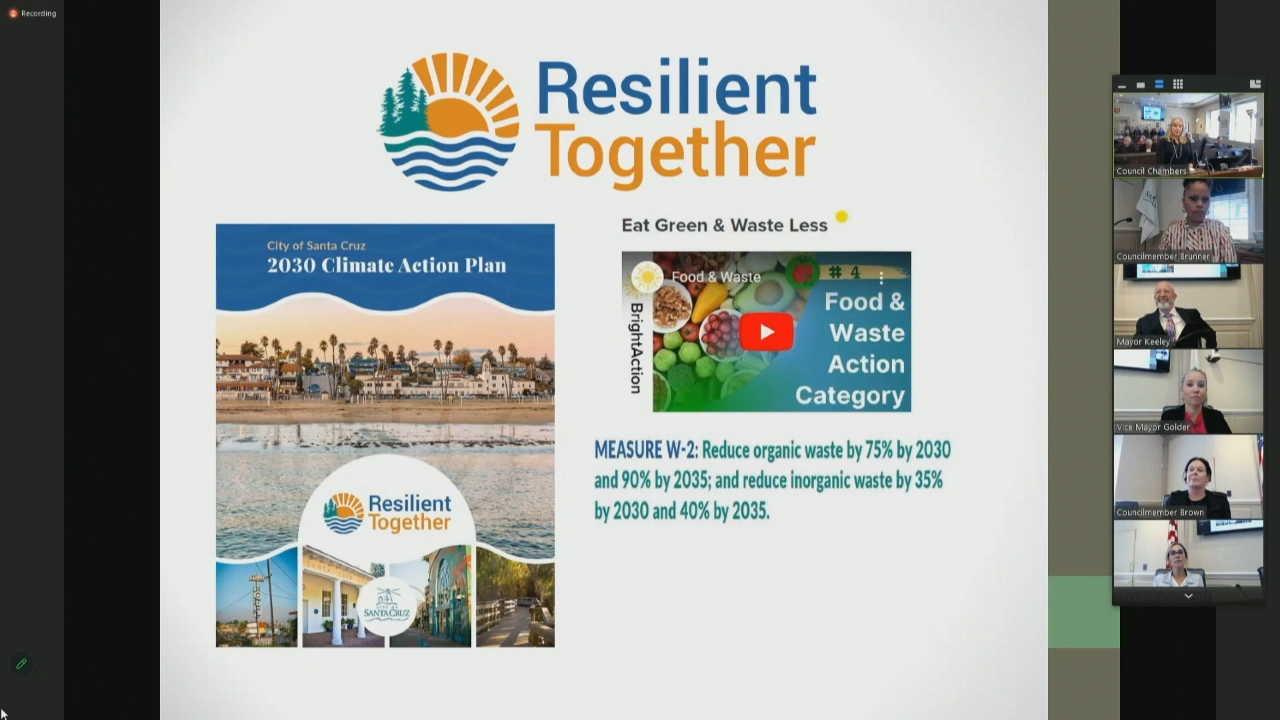 Recording
Resilient
Together
City of Santa Cruz
2030 Climate Action Plan
Resilient
Together
CITY OF
SANTA CRUZ
Eat Green & Waste Less
Food & Waste
# 4
BrightAction
Food &
Waste
Action
Category
MEASURE W-2: Reduce organic waste by 75% by 2030
and 90% by 2035; and reduce inorganic waste by 35%
by 2030 and 40% by 2035.
Council Chambers
Councilmember Brunner
Mayor Keeley
Vice Mayor Golder
Councilmember Brown